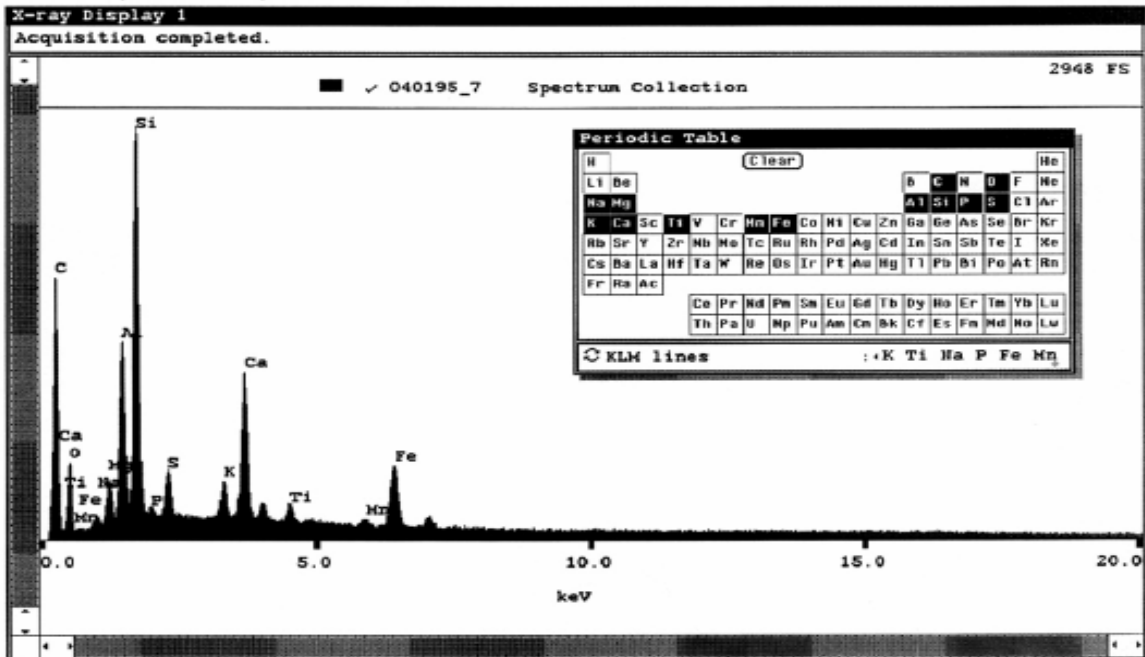 X-ray Display 1
Acquisition completed.
2948 FS
✓ 040195_7 Spectrum Collection
Si
C
Al
Ca
Ca
O
Ti Na
Fe
Mn
P
S
K
Ti
Mn
Fe
0.0 5.0 10.0 15.0 20.0
keV
Periodic Table
H Clear He
Li Be B C N O F Ne
Na Mg Al Si P S Cl Ar
K Ca Sc Ti V Cr Mn Fe Co Ni Cu Zn Ga Ge As Se Br Kr
Rb Sr Y Zr Nb Mo Tc Ru Rh Pd Ag Cd In Sn Sb Te I Xe
Cs Ba La Hf Ta W Re Os Ir Pt Au Hg Tl Pb Bi Po At Rn
Fr Ra Ac
Ce Pr Nd Pm Sm Eu Gd Tb Dy Ho Er Tm Yb Lu
Th Pa U Np Pu Am Cm Bk Cf Es Fm Md No Lw
KLM lines : K Ti Na P Fe Mn